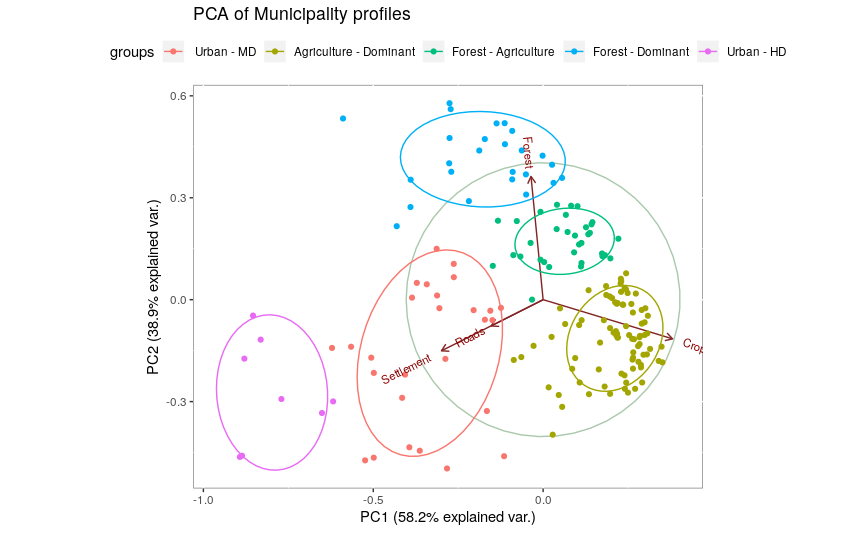 PCA of Municipality profiles
groups Urban - MD Agriculture - Dominant Forest - Agriculture Forest - Dominant Urban - HD
0.6
0.3
0.0
-0.3
-1.0 -0.5 0.0
PC1 (58.2% explained var.)
PC2 (38.9% explained var.)
Forest
Roads
Settlement
Crop